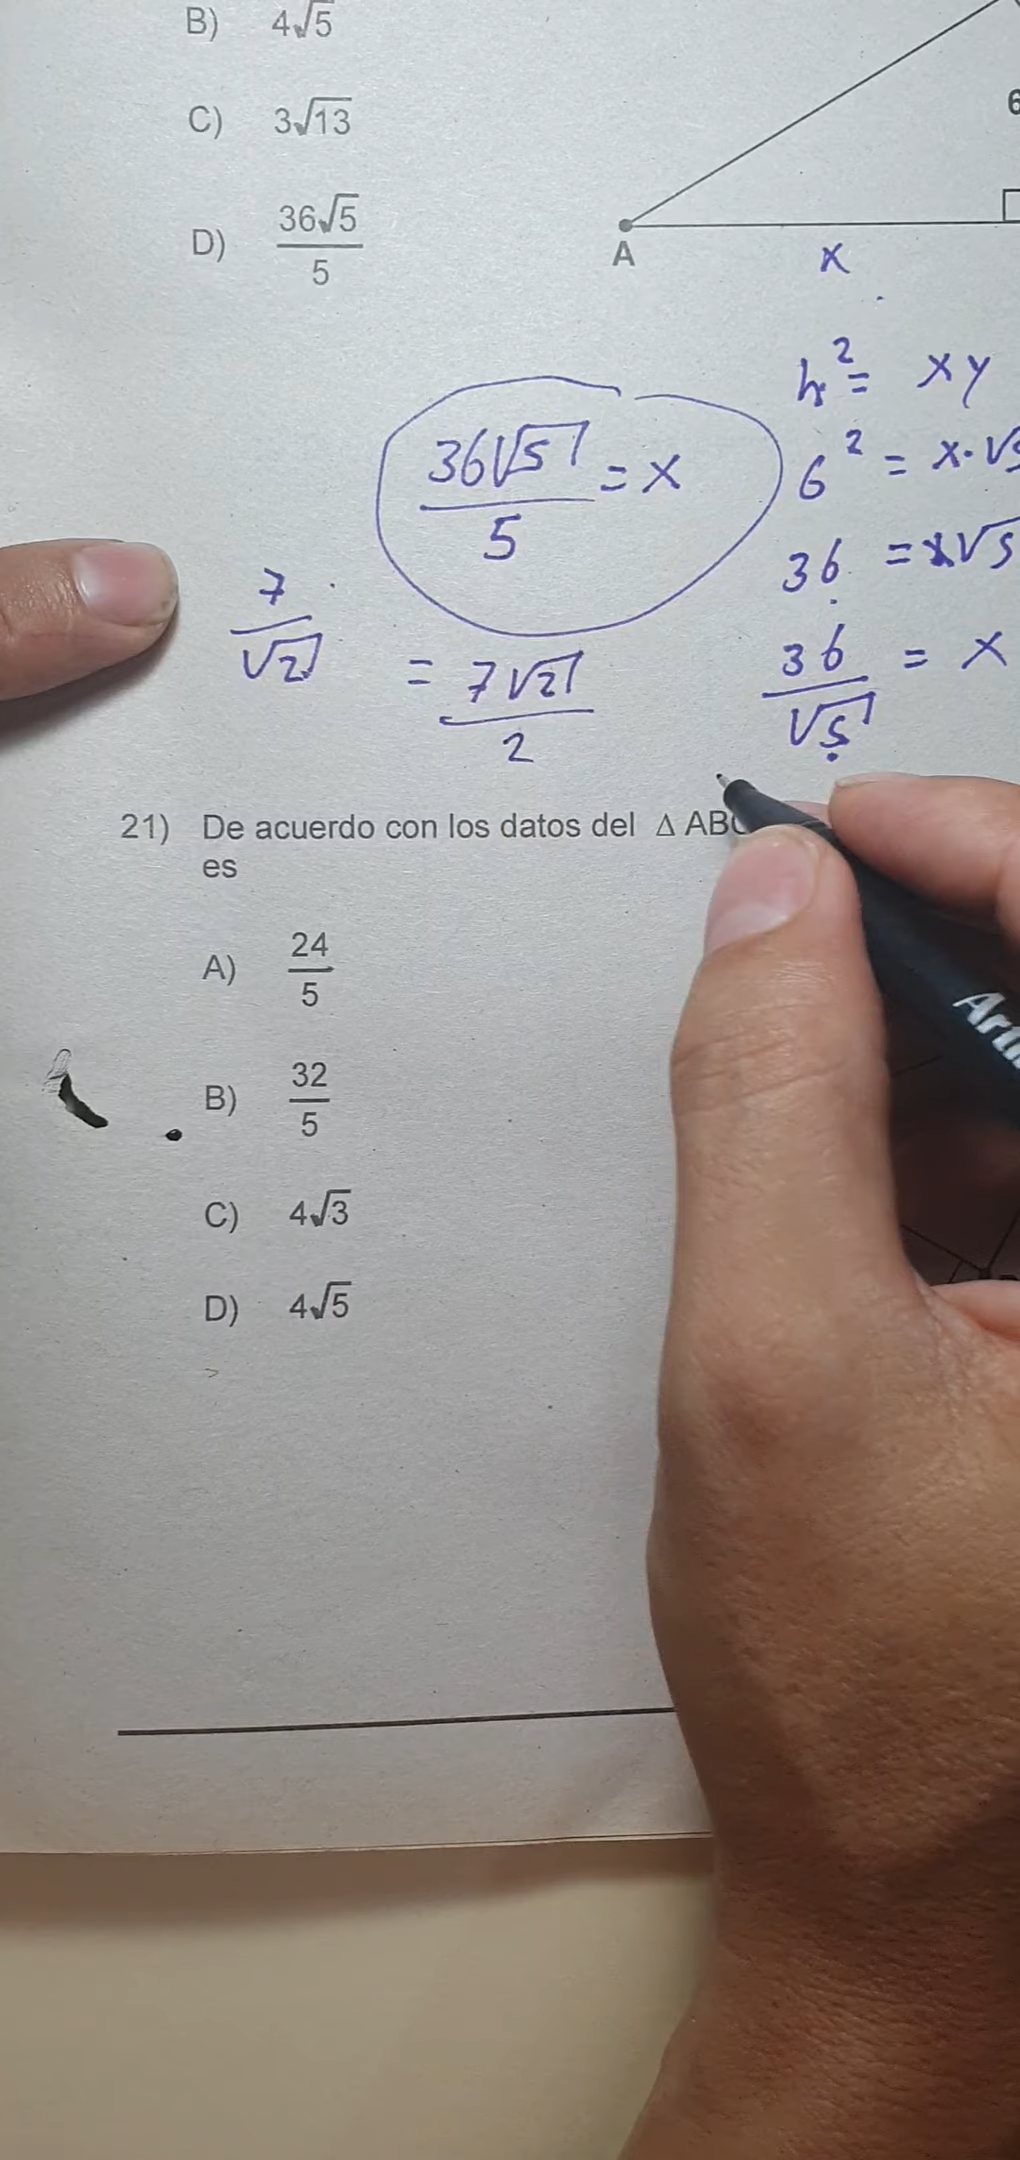 B) 4√5
6
C) 3√13
D) 36√5/5
A
x
h² = xy
36√5/5 = x
6² = x·√5
36 = x√5
7/√2 = 7√2/2
36/√5 = x
21) De acuerdo con los datos del Δ
es
A) 24/5
B) 32/5
C) 4√3
D) 4√5